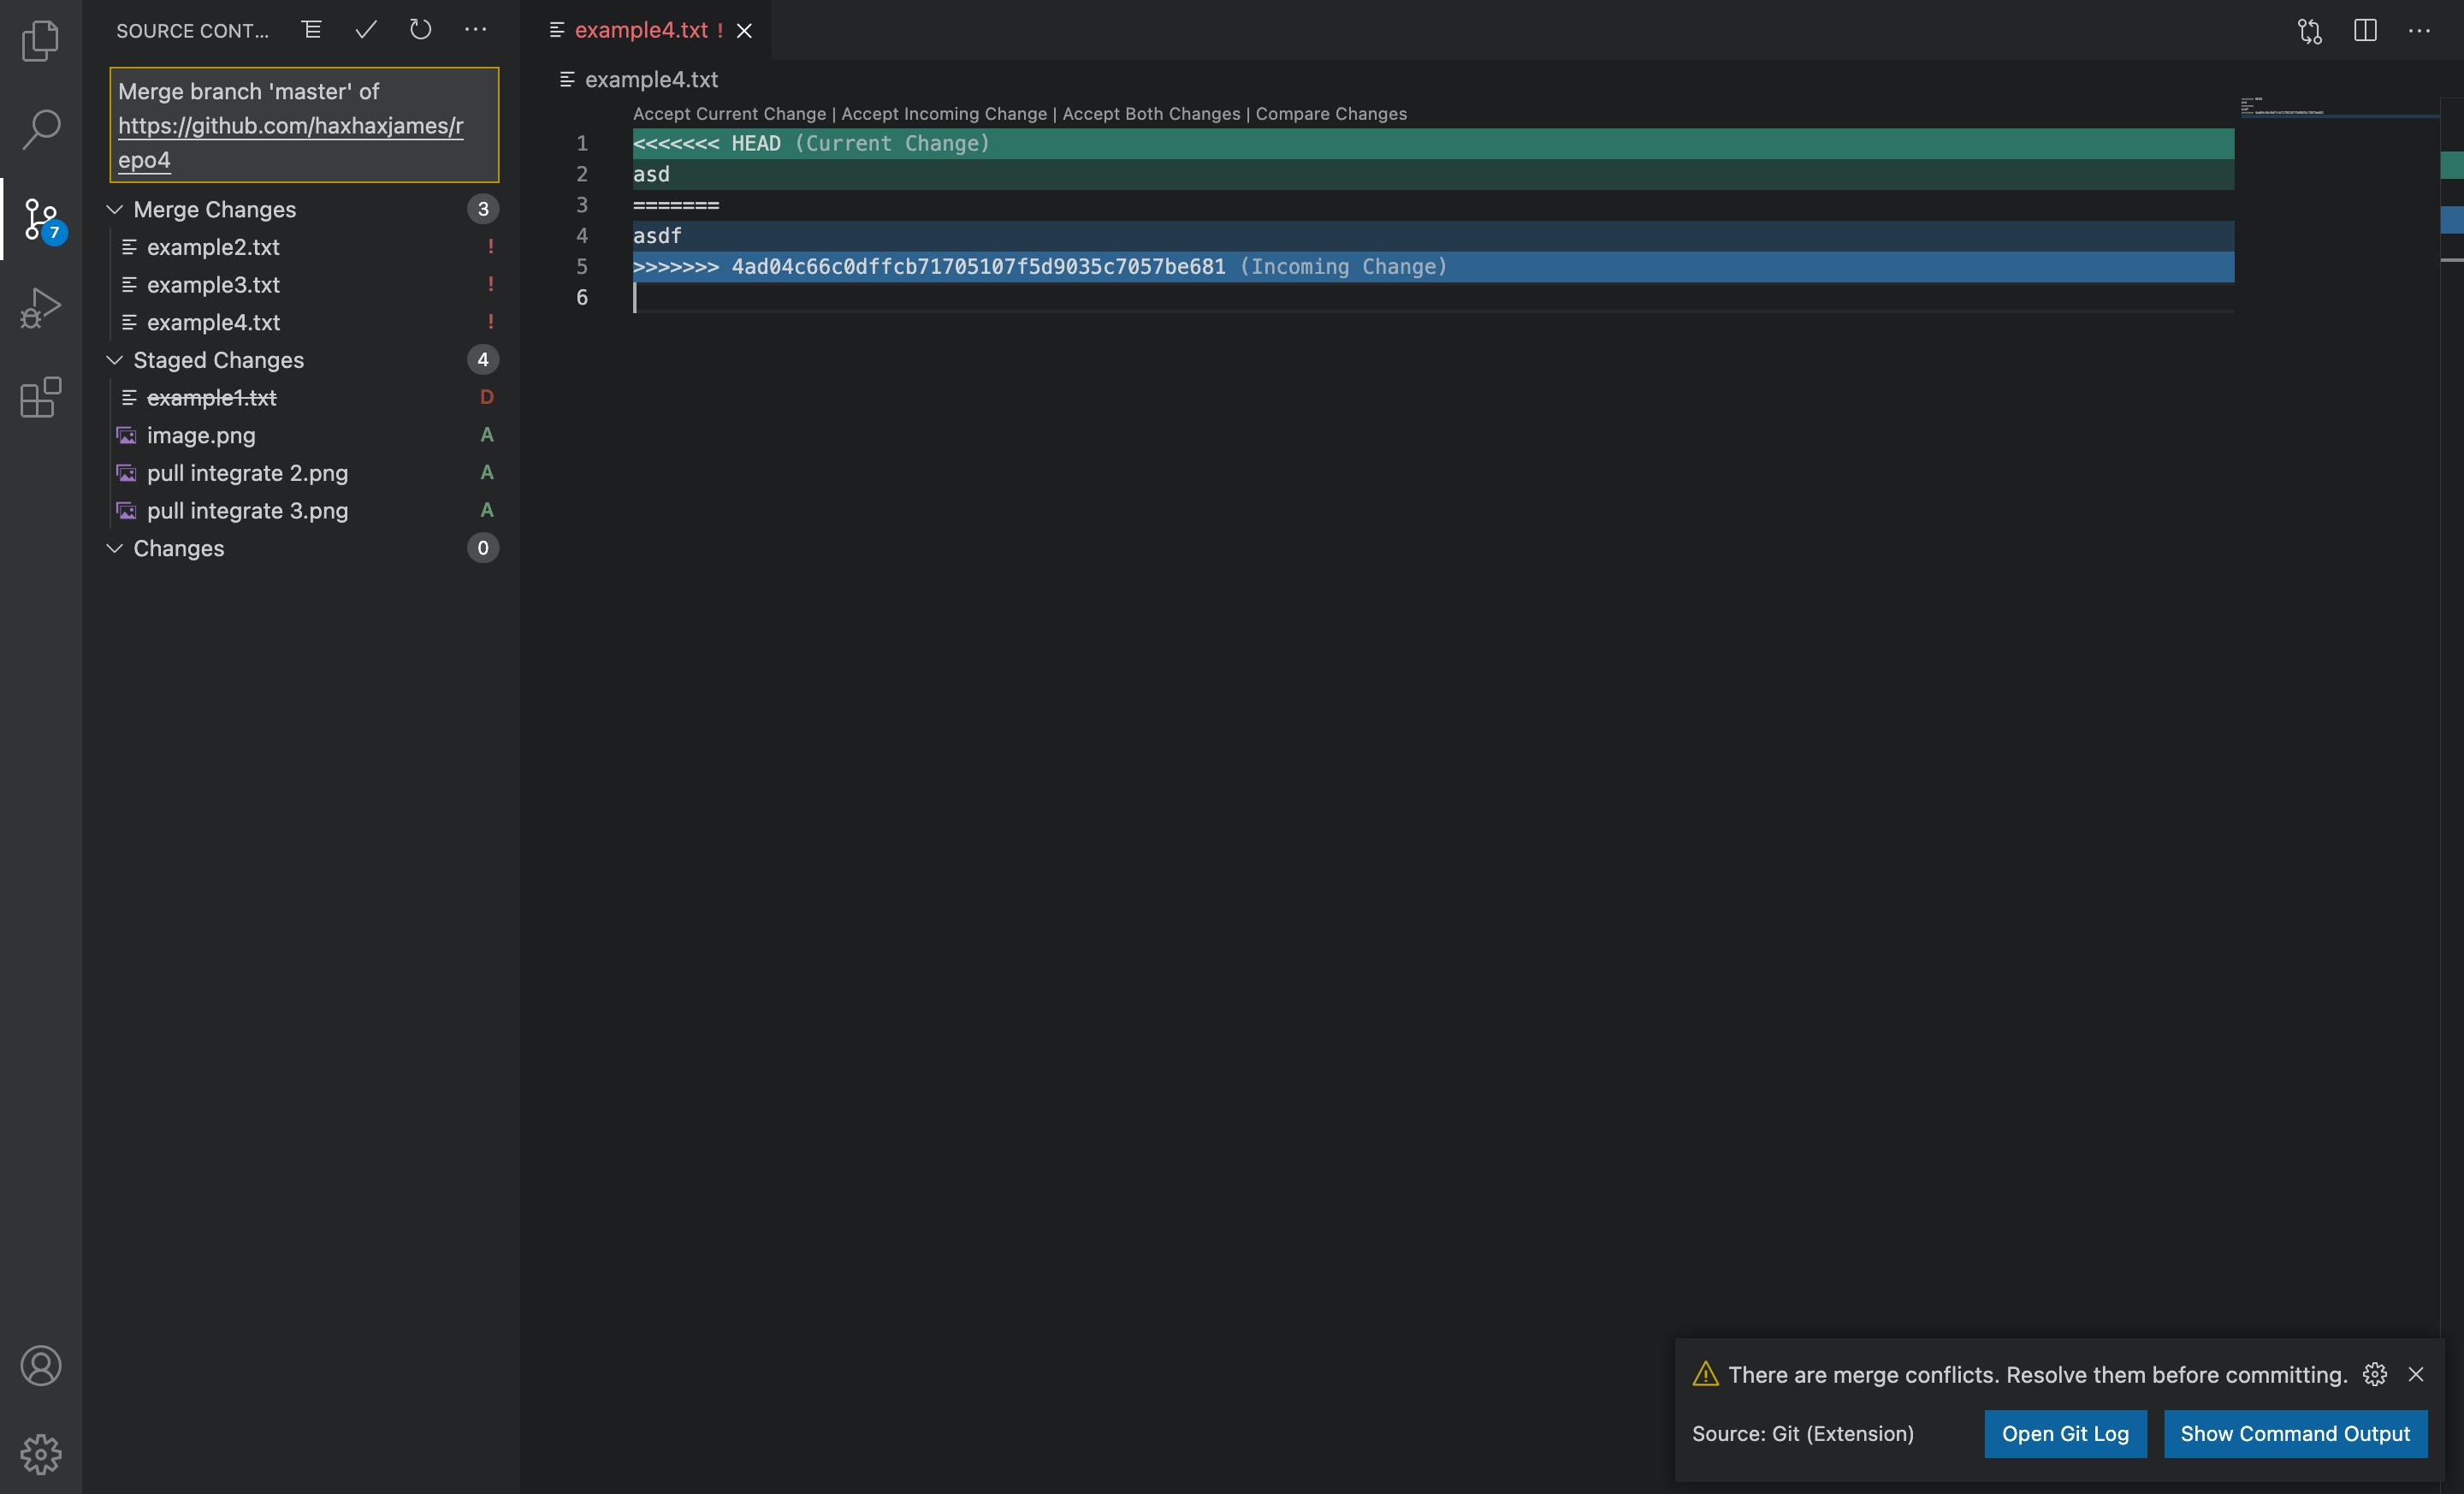 SOURCE CONT...
Merge branch 'master' of
https://github.com/haxhaxjames/r
epo4
7
Merge Changes 3
example2.txt !
example3.txt !
example4.txt !
Staged Changes 4
example1.txt D
image.png A
pull integrate 2.png A
pull integrate 3.png A
Changes 0
example4.txt !
example4.txt
Accept Current Change | Accept Incoming Change | Accept Both Changes | Compare Changes
1 <<<<<<< HEAD (Current Change)
2 asd
3 =======
4 asdf
5 >>>>>>> 4ad04c66c0dffcb71705107f5d9035c7057be681 (Incoming Change)
6
There are merge conflicts. Resolve them before committing.
Source: Git (Extension) Open Git Log Show Command Output